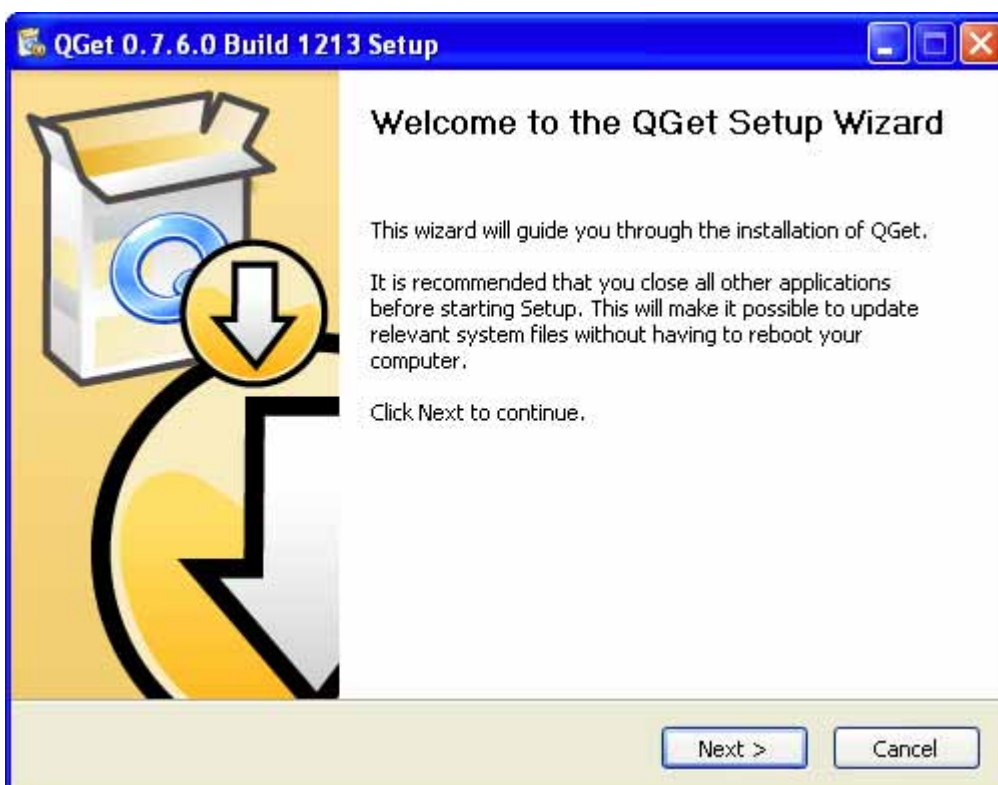 QGet 0.7.6.0 Build 1213 Setup
Welcome to the QGet Setup Wizard
This wizard will guide you through the installation of QGet.
It is recommended that you close all other applications
before starting Setup. This will make it possible to update
relevant system files without having to reboot your
computer.
Click Next to continue.
Q
Next >
Cancel